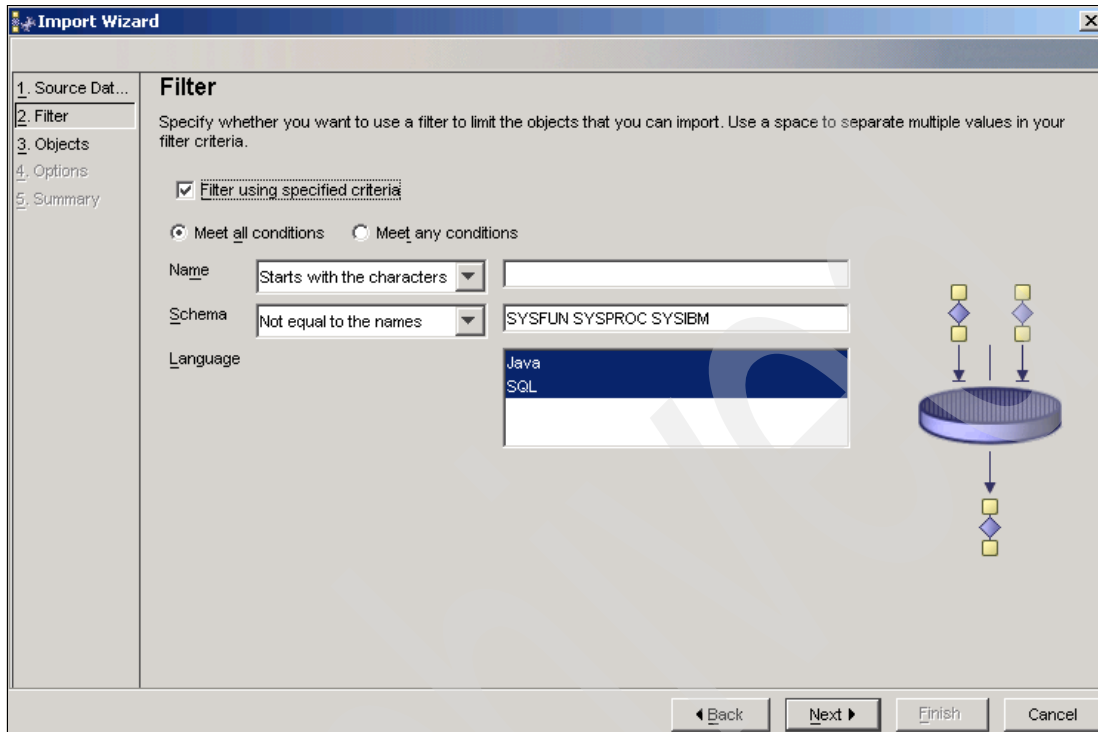 Import Wizard
1. Source Dat...
2. Filter
3. Objects
4. Options
5. Summary
Filter
Specify whether you want to use a filter to limit the objects that you can import. Use a space to separate multiple values in your
filter criteria.
Filter using specified criteria
Meet all conditions Meet any conditions
Name Starts with the characters
Schema Not equal to the names SYSFUN SYSPROC SYSIBM
Language Java
SQL
Back Next Finish Cancel